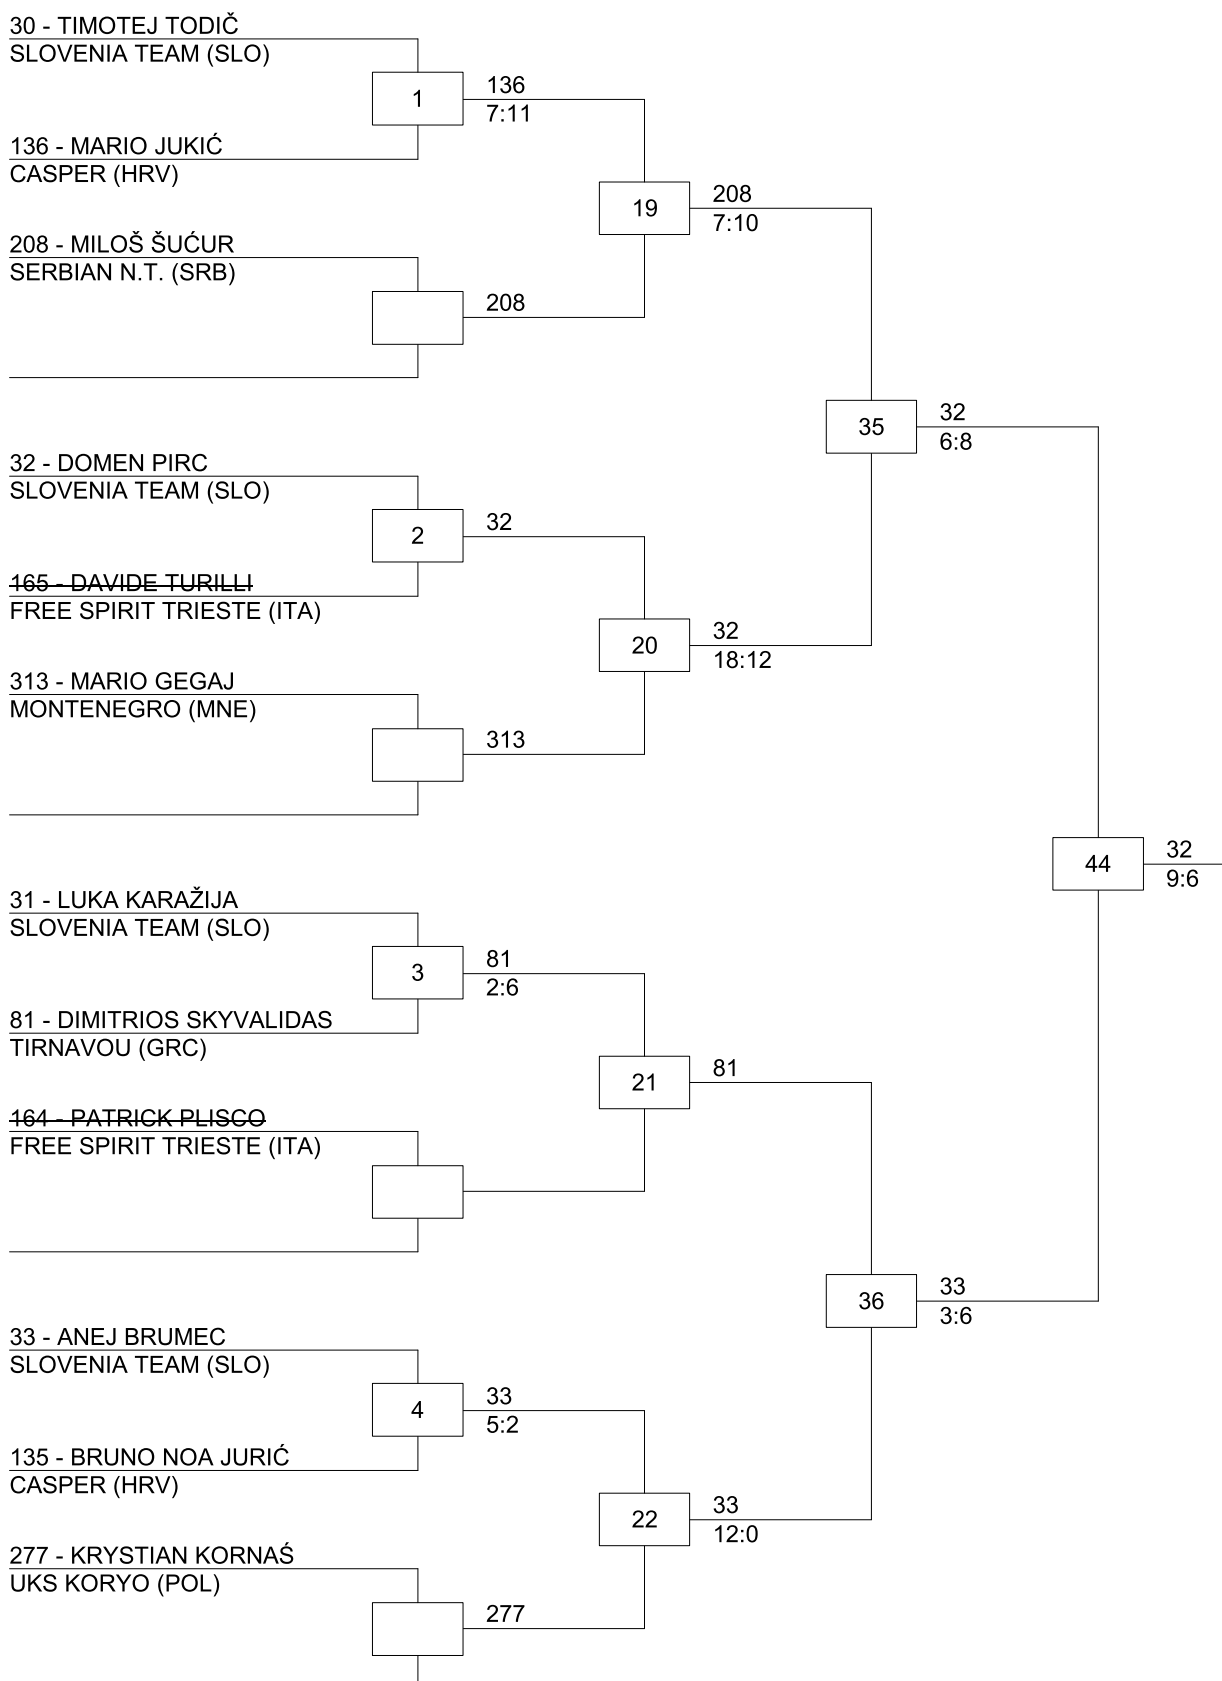 30 - TIMOTEJ TODIČ
SLOVENIA TEAM (SLO)
1
136
7:11
136 - MARIO JUKIĆ
CASPER (HRV)
19
208
7:10
208 - MILOŠ ŠUĆUR
SERBIAN N.T. (SRB)
208
35
32
6:8
32 - DOMEN PIRC
SLOVENIA TEAM (SLO)
2
32
165 - DAVIDE TURILLI
FREE SPIRIT TRIESTE (ITA)
20
32
18:12
313 - MARIO GEGAJ
MONTENEGRO (MNE)
313
44
32
9:6
31 - LUKA KARAŽIJA
SLOVENIA TEAM (SLO)
3
81
2:6
81 - DIMITRIOS SKYVALIDAS
TIRNAVOU (GRC)
21
81
164 - PATRICK PLISCO
FREE SPIRIT TRIESTE (ITA)
36
33
3:6
33 - ANEJ BRUMEC
SLOVENIA TEAM (SLO)
4
33
5:2
135 - BRUNO NOA JURIĆ
CASPER (HRV)
22
33
12:0
277 - KRYSTIAN KORNAŚ
UKS KORYO (POL)
277